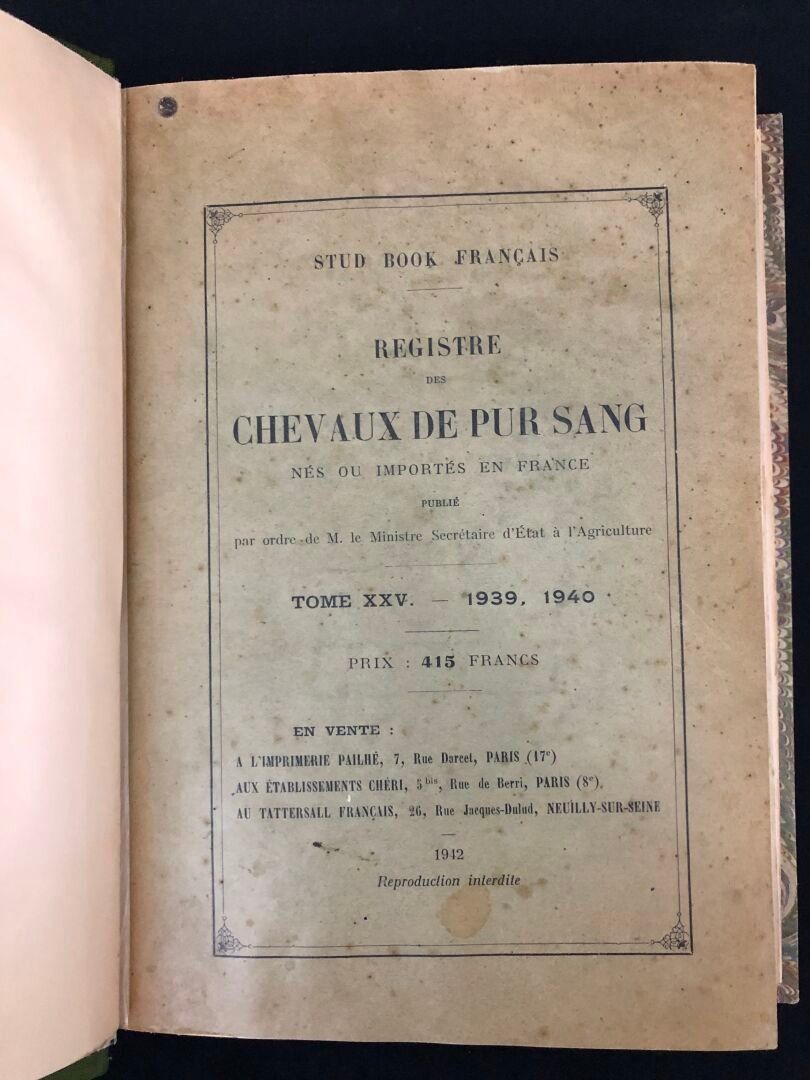 STUD BOOK FRANÇAIS
REGISTRE
DES
CHEVAUX DE PUR SANG
NÉS OU IMPORTÉS EN FRANCE
PUBLIÉ
par ordre de M. le Ministre Secrétaire d'État à l'Agriculture
TOME XXV. — 1939, 1940
PRIX : 415 FRANCS
EN VENTE :
A L'IMPRIMERIE PAILHÉ, 7, Rue Darcet, PARIS (17e)
AUX ÉTABLISSEMENTS CHÉRI, 5 bis, Rue de Berri, PARIS (8e)
AU TATTERSALL FRANÇAIS, 26, Rue Jacques-Dulud, NEUILLY-SUR-SEINE
1942
Reproduction interdite